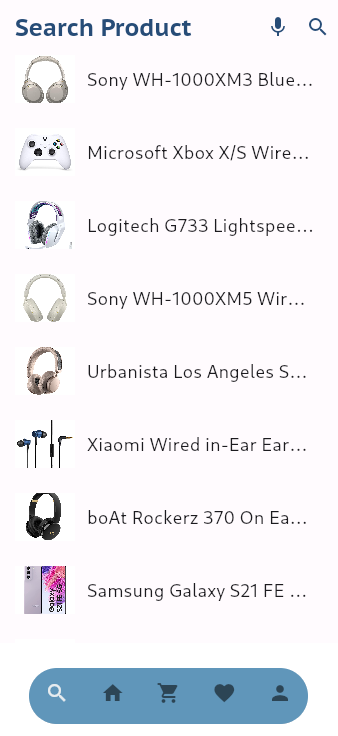 Search Product
Sony WH-1000XM3 Blue...
Microsoft Xbox X/S Wire...
Logitech G733 Lightspee...
Sony WH-1000XM5 Wir...
Urbanista Los Angeles S...
Xiaomi Wired in-Ear Ear...
boAt Rockerz 370 On Ea...
Samsung Galaxy S21 FE ...